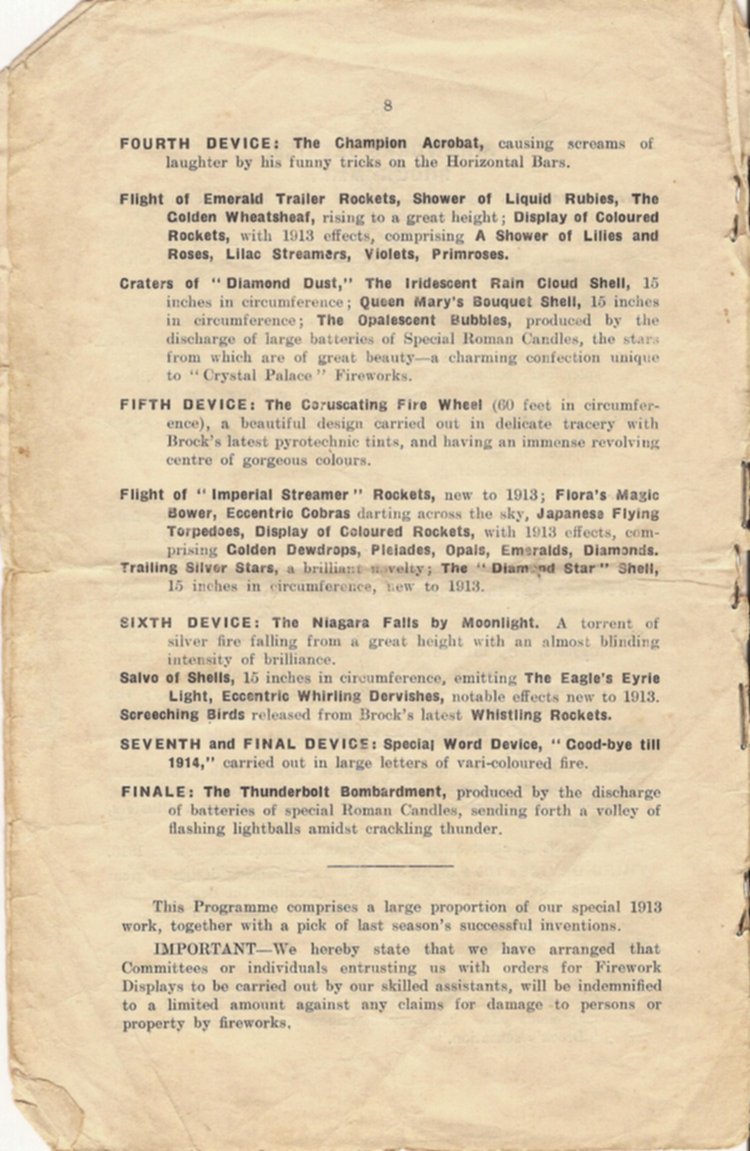 8
FOURTH DEVICE: The Champion Acrobat, causing screams of
laughter by his funny tricks on the Horizontal Bars.
Flight of Emerald Trailer Rockets, Shower of Liquid Rubies, The
Golden Wheatsheaf, rising to a great height; Display of Coloured
Rockets, with 1913 effects, comprising A Shower of Lilies and
Roses, Lilac Streamers, Violets, Primroses.
Craters of "Diamond Dust," The Iridescent Rain Cloud Shell, 15
inches in circumference; Queen Mary's Bouquet Shell, 15 inches
in circumference; The Opalescent Bubbles, produced by the
discharge of large batteries of Special Roman Candles, the stars
from which are of great beauty—a charming confection unique
to "Crystal Palace" Fireworks.
FIFTH DEVICE: The Coruscating Fire Wheel (60 feet in circumfer-
ence), a beautiful design carried out in delicate tracery with
Brock's latest pyrotechnic tints, and having an immense revolving
centre of gorgeous colours.
Flight of "Imperial Streamer" Rockets, new to 1913; Flora's Magic
Bower, Eccentric Cobras darting across the sky, Japanese Flying
Torpedoes, Display of Coloured Rockets, with 1913 effects, com-
prising Golden Dewdrops, Pleiades, Opals, Emeralds, Diamonds.
Trailing Silver Stars, a brilliant novelty; The "Diamond Star" Shell,
15 inches in circumference, new to 1913.
SIXTH DEVICE: The Niagara Falls by Moonlight. A torrent of
silver fire falling from a great height with an almost blinding
intensity of brilliance.
Salvo of Shells, 15 inches in circumference, emitting The Eagle's Eyrie
Light, Eccentric Whirling Dervishes, notable effects new to 1913.
Screeching Birds released from Brock's latest Whistling Rockets.
SEVENTH and FINAL DEVICE: Special Word Device, "Good-bye till
1914," carried out in large letters of vari-coloured fire.
FINALE: The Thunderbolt Bombardment, produced by the discharge
of batteries of special Roman Candles, sending forth a volley of
flashing lightballs amidst crackling thunder.
This Programme comprises a large proportion of our special 1913
work, together with a pick of last season's successful inventions.
IMPORTANT—We hereby state that we have arranged that
Committees or individuals entrusting us with orders for Firework
Displays to be carried out by our skilled assistants, will be indemnified
to a limited amount against any claims for damage to persons or
property by fireworks.